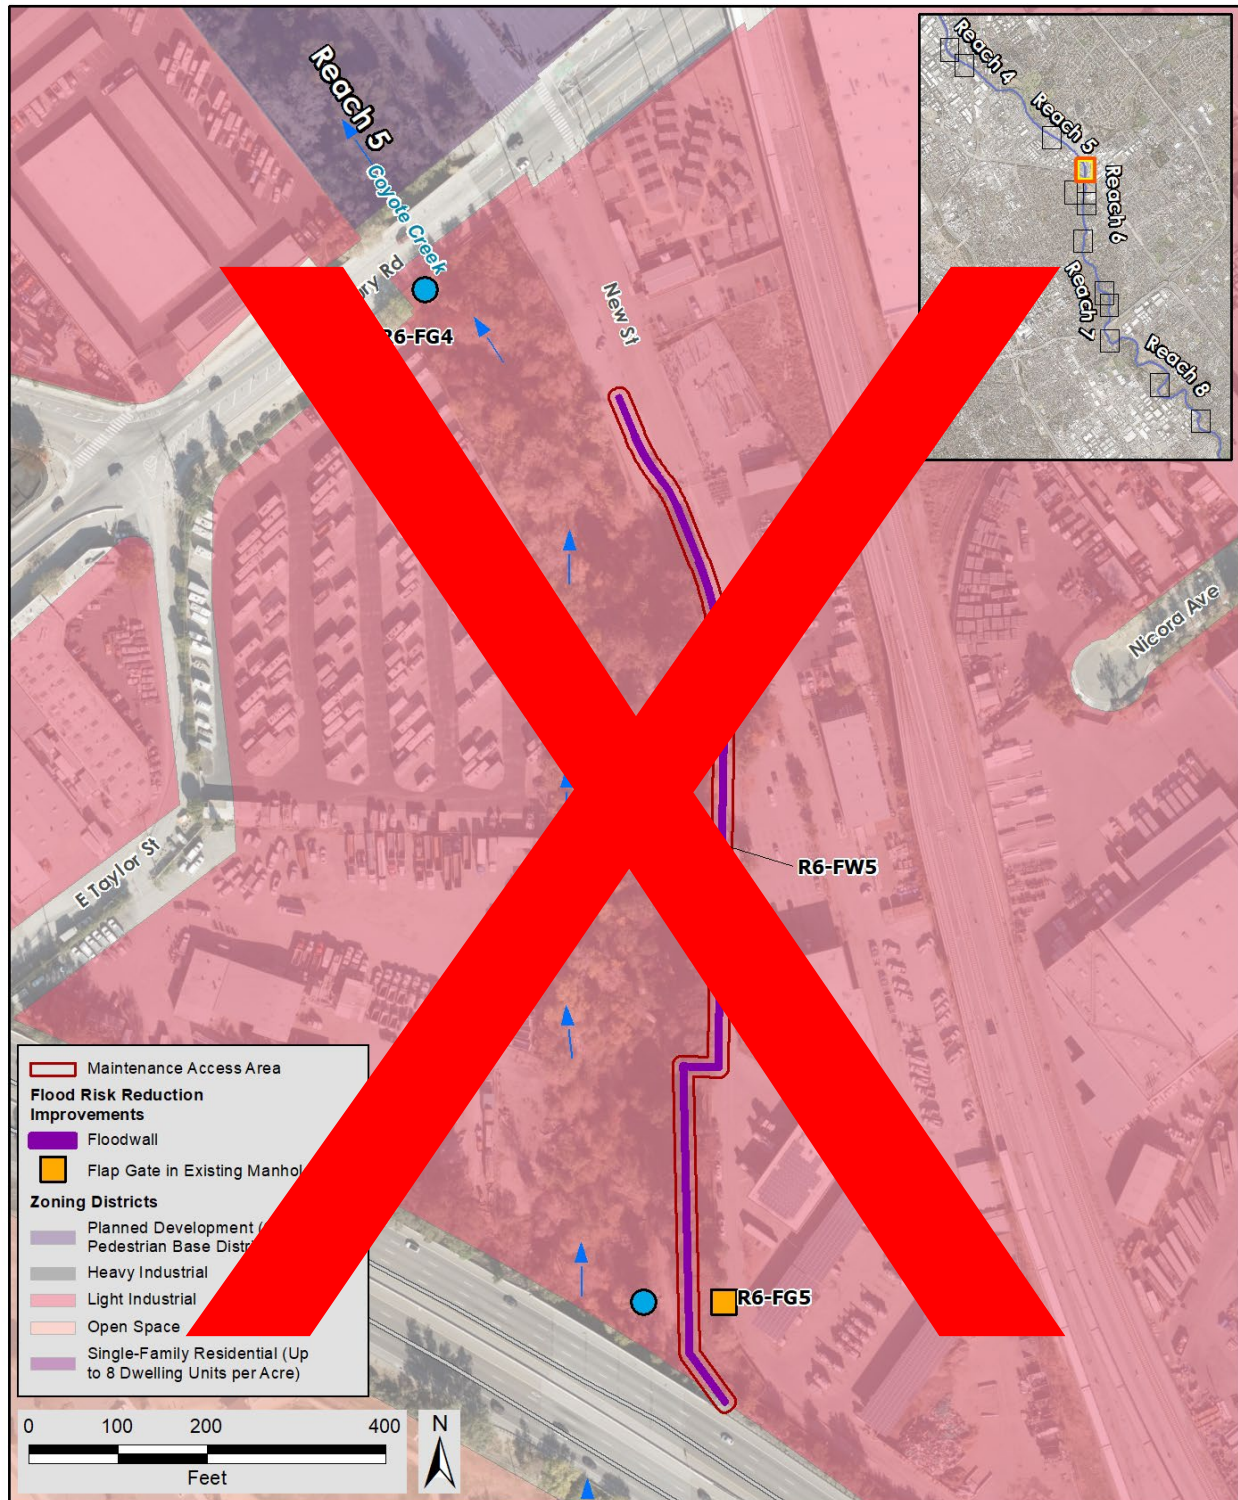 Reach 5
Coyote Creek
ry Rd
R6-FG4
New St
Reach 4
Reach 5
Reach 6
Reach 7
Reach 8
Nicora Ave
E Taylor St
R6-FW5
R6-FG5
Maintenance Access Area
Flood Risk Reduction
Improvements
Floodwall
Flap Gate in Existing Manhol
Zoning Districts
Planned Development (
Pedestrian Base Distri
Heavy Industrial
Light Industrial
Open Space
Single-Family Residential (Up
to 8 Dwelling Units per Acre)
0 100 200 400
Feet
N